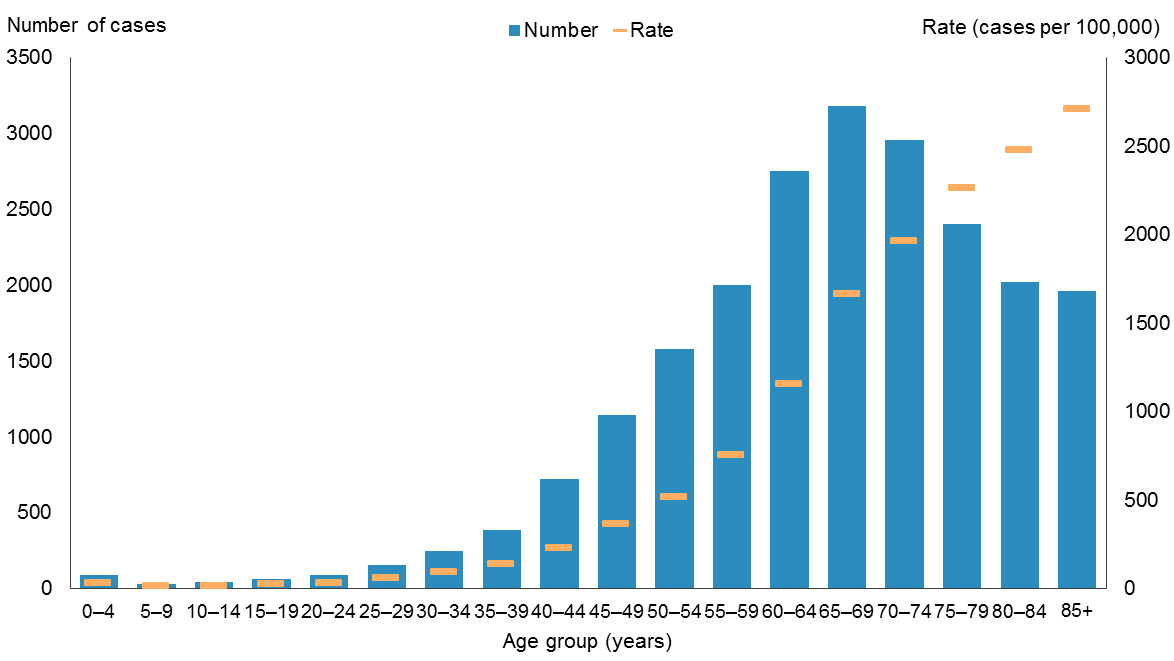 Number of cases
Number Rate
Rate (cases per 100,000)
3500 3000
3000 2500
2500 2000
2000 1500
1500 1000
1000 500
500 0
0
0–4 5–9 10–14 15–19 20–24 25–29 30–34 35–39 40–44 45–49 50–54 55–59 60–64 65–69 70–74 75–79 80–84 85+
Age group (years)